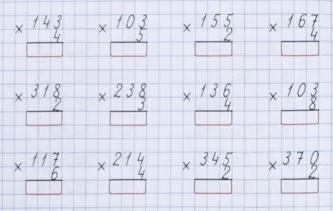 × 143 × 103 × 155 × 167
4 5 2 4
× 318 × 238 × 136 × 103
2 3 4 8
× 117 × 214 × 345 × 370
6 4 2 2